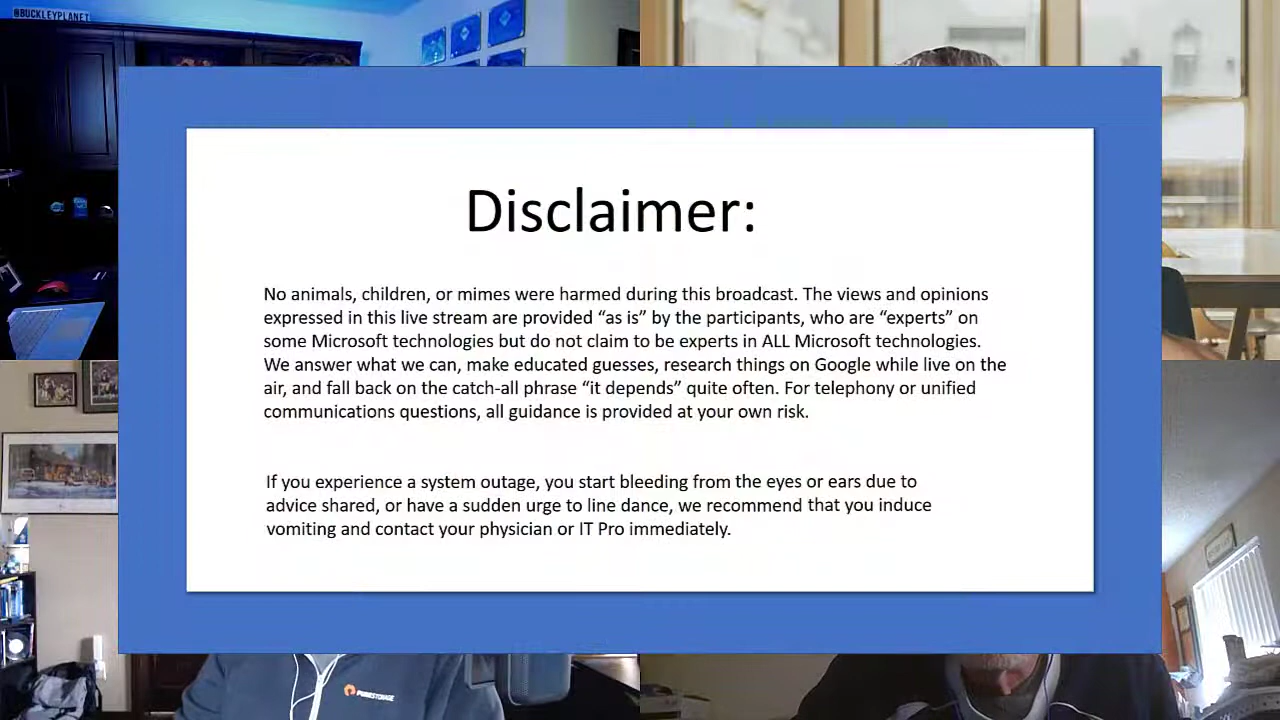 @BUCKLEYPLANET
Disclaimer:
No animals, children, or mimes were harmed during this broadcast. The views and opinions
expressed in this live stream are provided “as is” by the participants, who are “experts” on
some Microsoft technologies but do not claim to be experts in ALL Microsoft technologies.
We answer what we can, make educated guesses, research things on Google while live on the
air, and fall back on the catch-all phrase “it depends” quite often. For telephony or unified
communications questions, all guidance is provided at your own risk.
If you experience a system outage, you start bleeding from the eyes or ears due to
advice shared, or have a sudden urge to line dance, we recommend that you induce
vomiting and contact your physician or IT Pro immediately.
PURESTORAGE